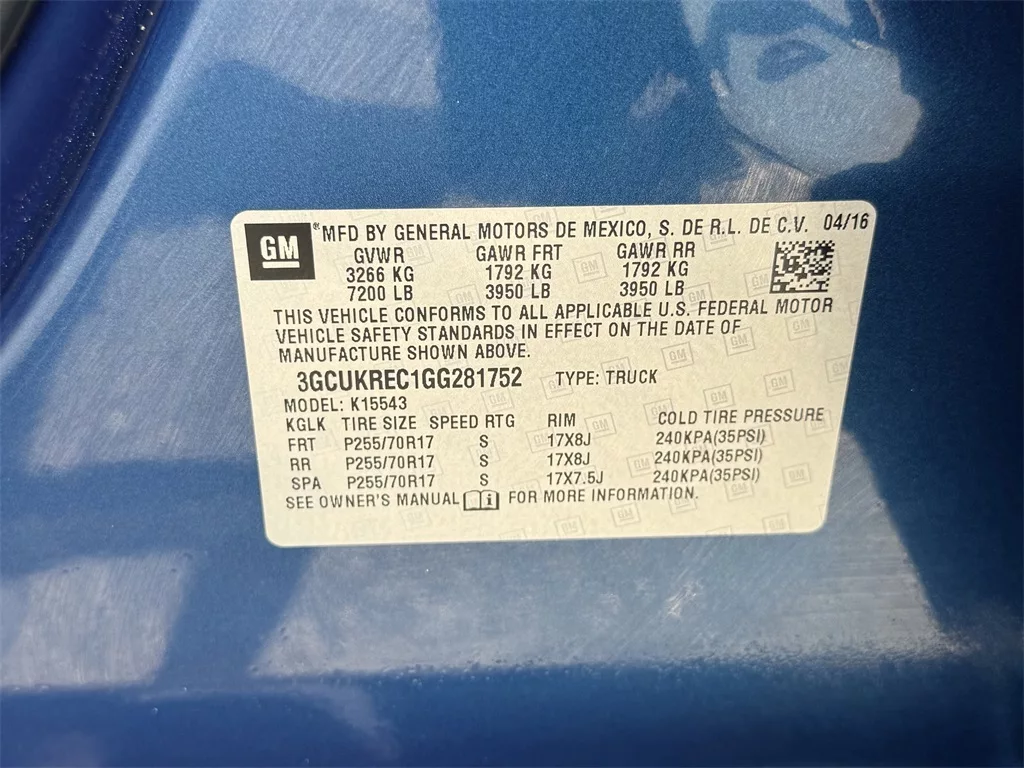 GM ® MFD BY GENERAL MOTORS DE MEXICO, S. DE R.L. DE C.V. 04/16
GVWR GAWR FRT GAWR RR
3266 KG 1792 KG 1792 KG
7200 LB 3950 LB 3950 LB
THIS VEHICLE CONFORMS TO ALL APPLICABLE U.S. FEDERAL MOTOR
VEHICLE SAFETY STANDARDS IN EFFECT ON THE DATE OF
MANUFACTURE SHOWN ABOVE.
3GCUKREC1GG281752 TYPE: TRUCK
MODEL: K15543
KGLK TIRE SIZE SPEED RTG RIM COLD TIRE PRESSURE
FRT P255/70R17 S 17X8J 240KPA(35PSI)
RR P255/70R17 S 17X8J 240KPA(35PSI)
SPA P255/70R17 S 17X7.5J 240KPA(35PSI)
SEE OWNER'S MANUAL i FOR MORE INFORMATION.